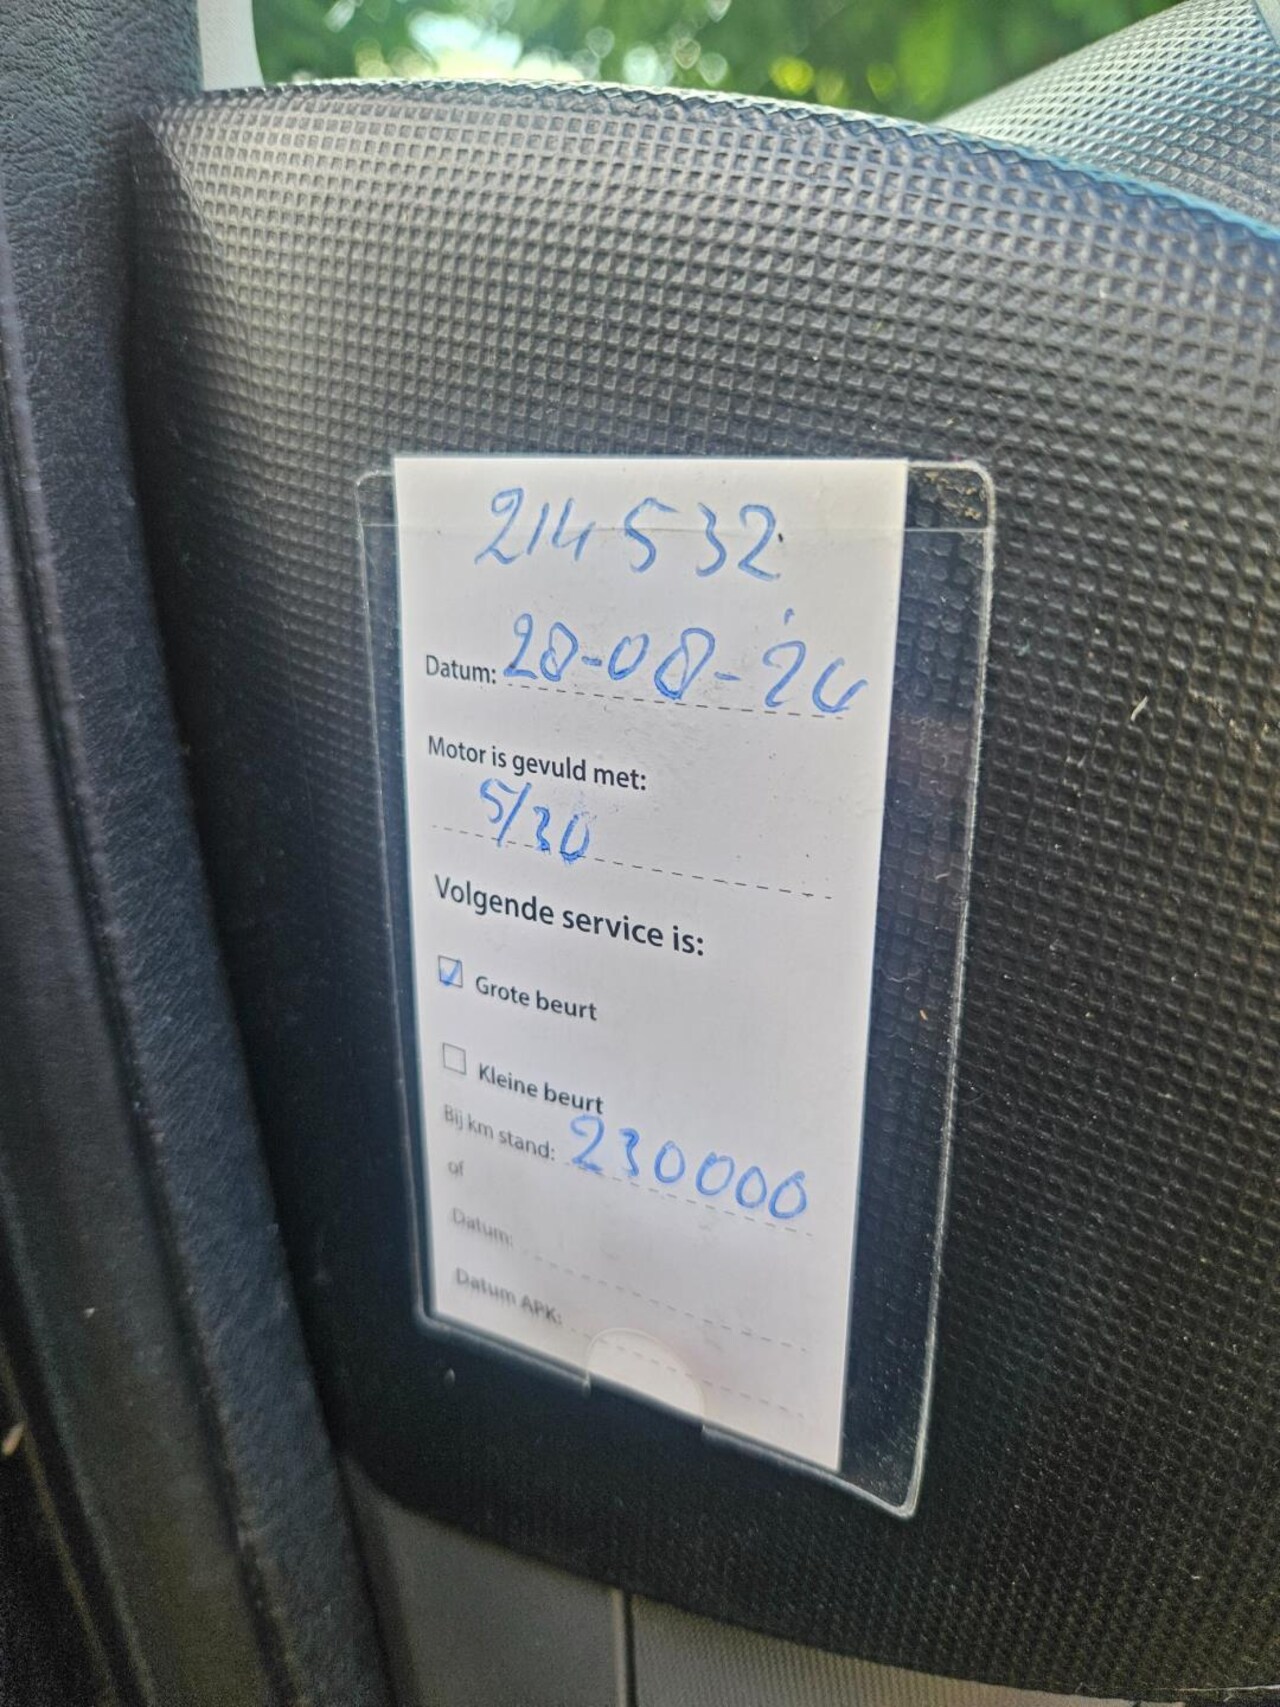 214532
Datum: 28-08-'24
Motor is gevuld met:
5/30
Volgende service is:
Grote beurt
Kleine beurt
Bij km stand: 230000
of
Datum:
Datum APK: